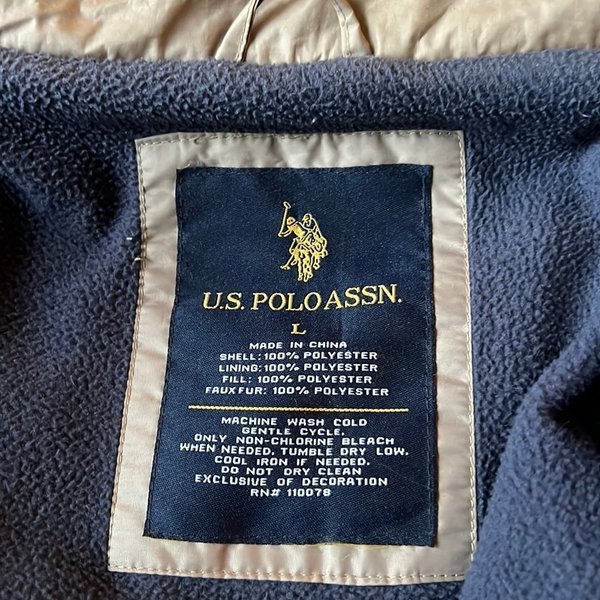 U.S. POLO ASSN.
L
MADE IN CHINA
SHELL: 100% POLYESTER
LINING: 100% POLYESTER
FILL: 100% POLYESTER
FAUX FUR: 100% POLYESTER
MACHINE WASH COLD
GENTLE CYCLE.
ONLY NON-CHLORINE BLEACH
WHEN NEEDED. TUMBLE DRY LOW.
COOL IRON IF NEEDED.
DO NOT DRY CLEAN
EXCLUSIVE OF DECORATION
RN# 110078